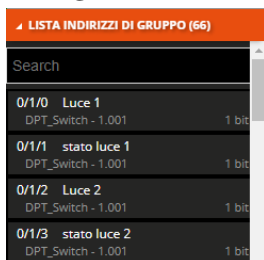 LISTA INDIRIZZI DI GRUPPO (66)
Search
0/1/0 Luce 1
DPT_Switch - 1.001 1 bit
0/1/1 stato luce 1
DPT_Switch - 1.001 1 bit
0/1/2 Luce 2
DPT_Switch - 1.001 1 bit
0/1/3 stato luce 2
DPT_Switch - 1.001 1 bit